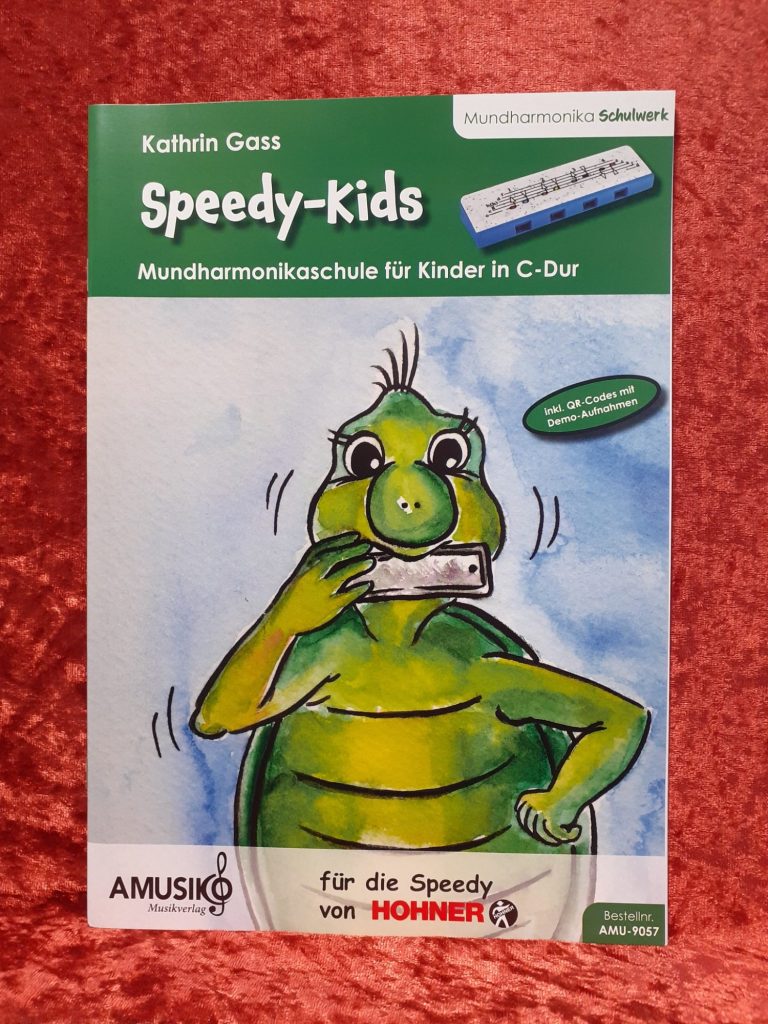 Mundharmonika Schulwerk
Kathrin Gass
Speedy-Kids
Mundharmonikaschule für Kinder in C-Dur
inkl. QR-Codes mit
Demo-Aufnahmen
AMUSIKO
Musikverlag
für die Speedy
von HOHNER
Bestellnr.
AMU-9057